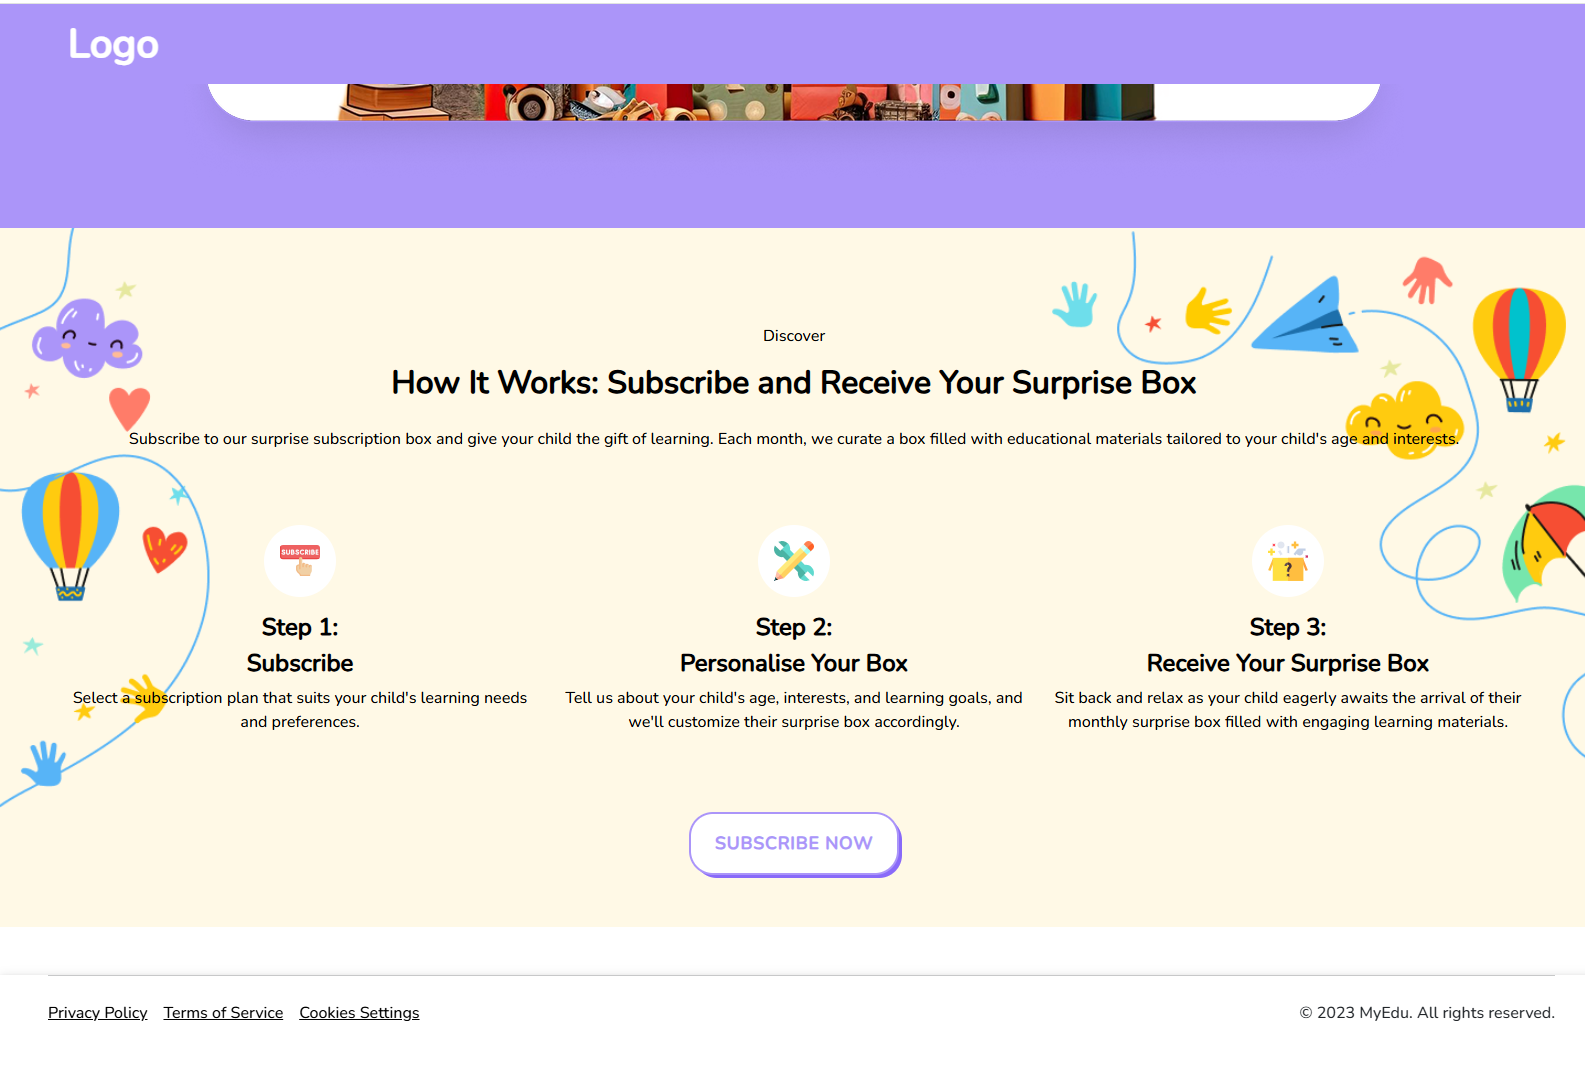 Logo
Discover
How It Works: Subscribe and Receive Your Surprise Box
Subscribe to our surprise subscription box and give your child the gift of learning. Each month, we curate a box filled with educational materials tailored to your child's age and interests.
SUBSCRIBE
?
Step 1:
Subscribe
Select a subscription plan that suits your child's learning needs
and preferences.
Step 2:
Personalise Your Box
Tell us about your child's age, interests, and learning goals, and
we'll customize their surprise box accordingly.
Step 3:
Receive Your Surprise Box
Sit back and relax as your child eagerly awaits the arrival of their
monthly surprise box filled with engaging learning materials.
SUBSCRIBE NOW
Privacy Policy Terms of Service Cookies Settings
© 2023 MyEdu. All rights reserved.